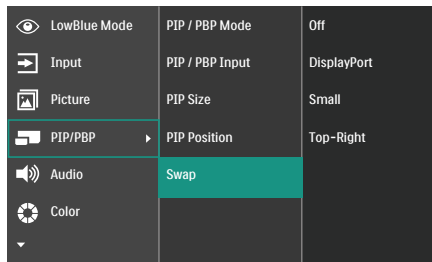 LowBlue Mode PIP / PBP Mode Off
Input PIP / PBP Input DisplayPort
Picture PIP Size Small
PIP/PBP PIP Position Top-Right
Audio Swap
Color